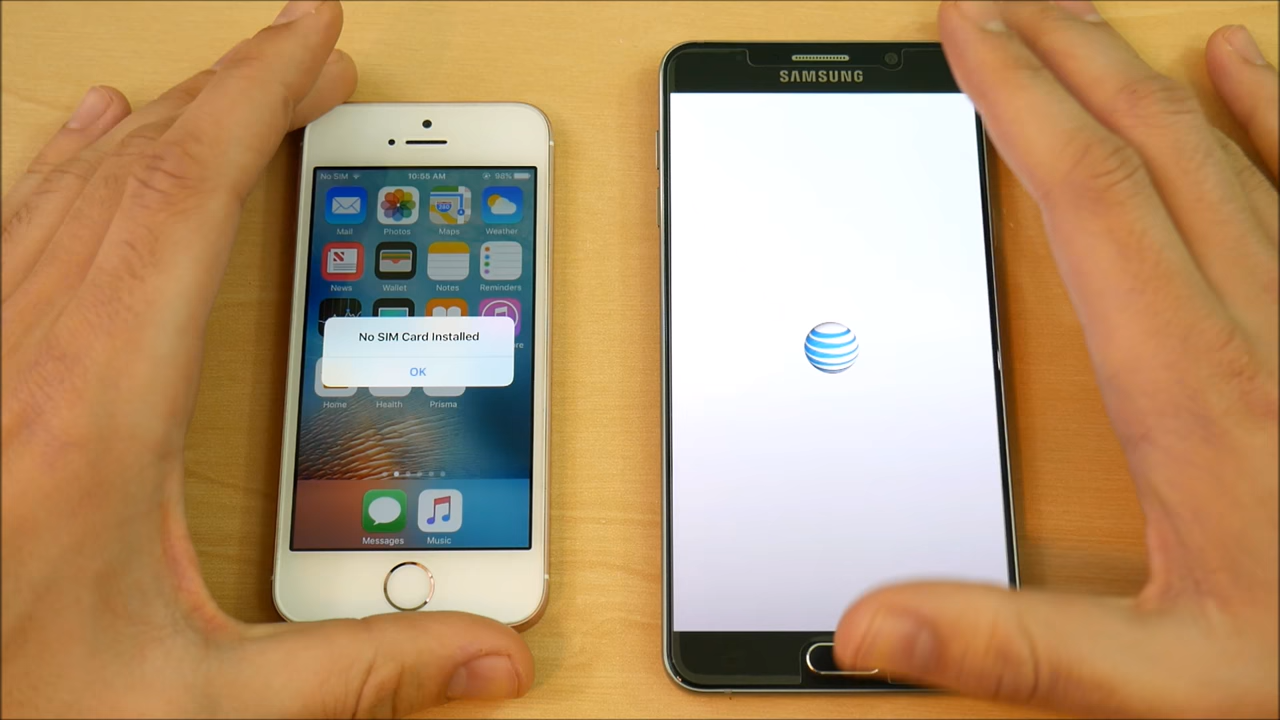 No SIM 10:55 AM 98%
Mail Photos Maps Weather
News Wallet Notes Reminders
No SIM Card Installed
OK
Home Health Prisma
Messages Music
SAMSUNG